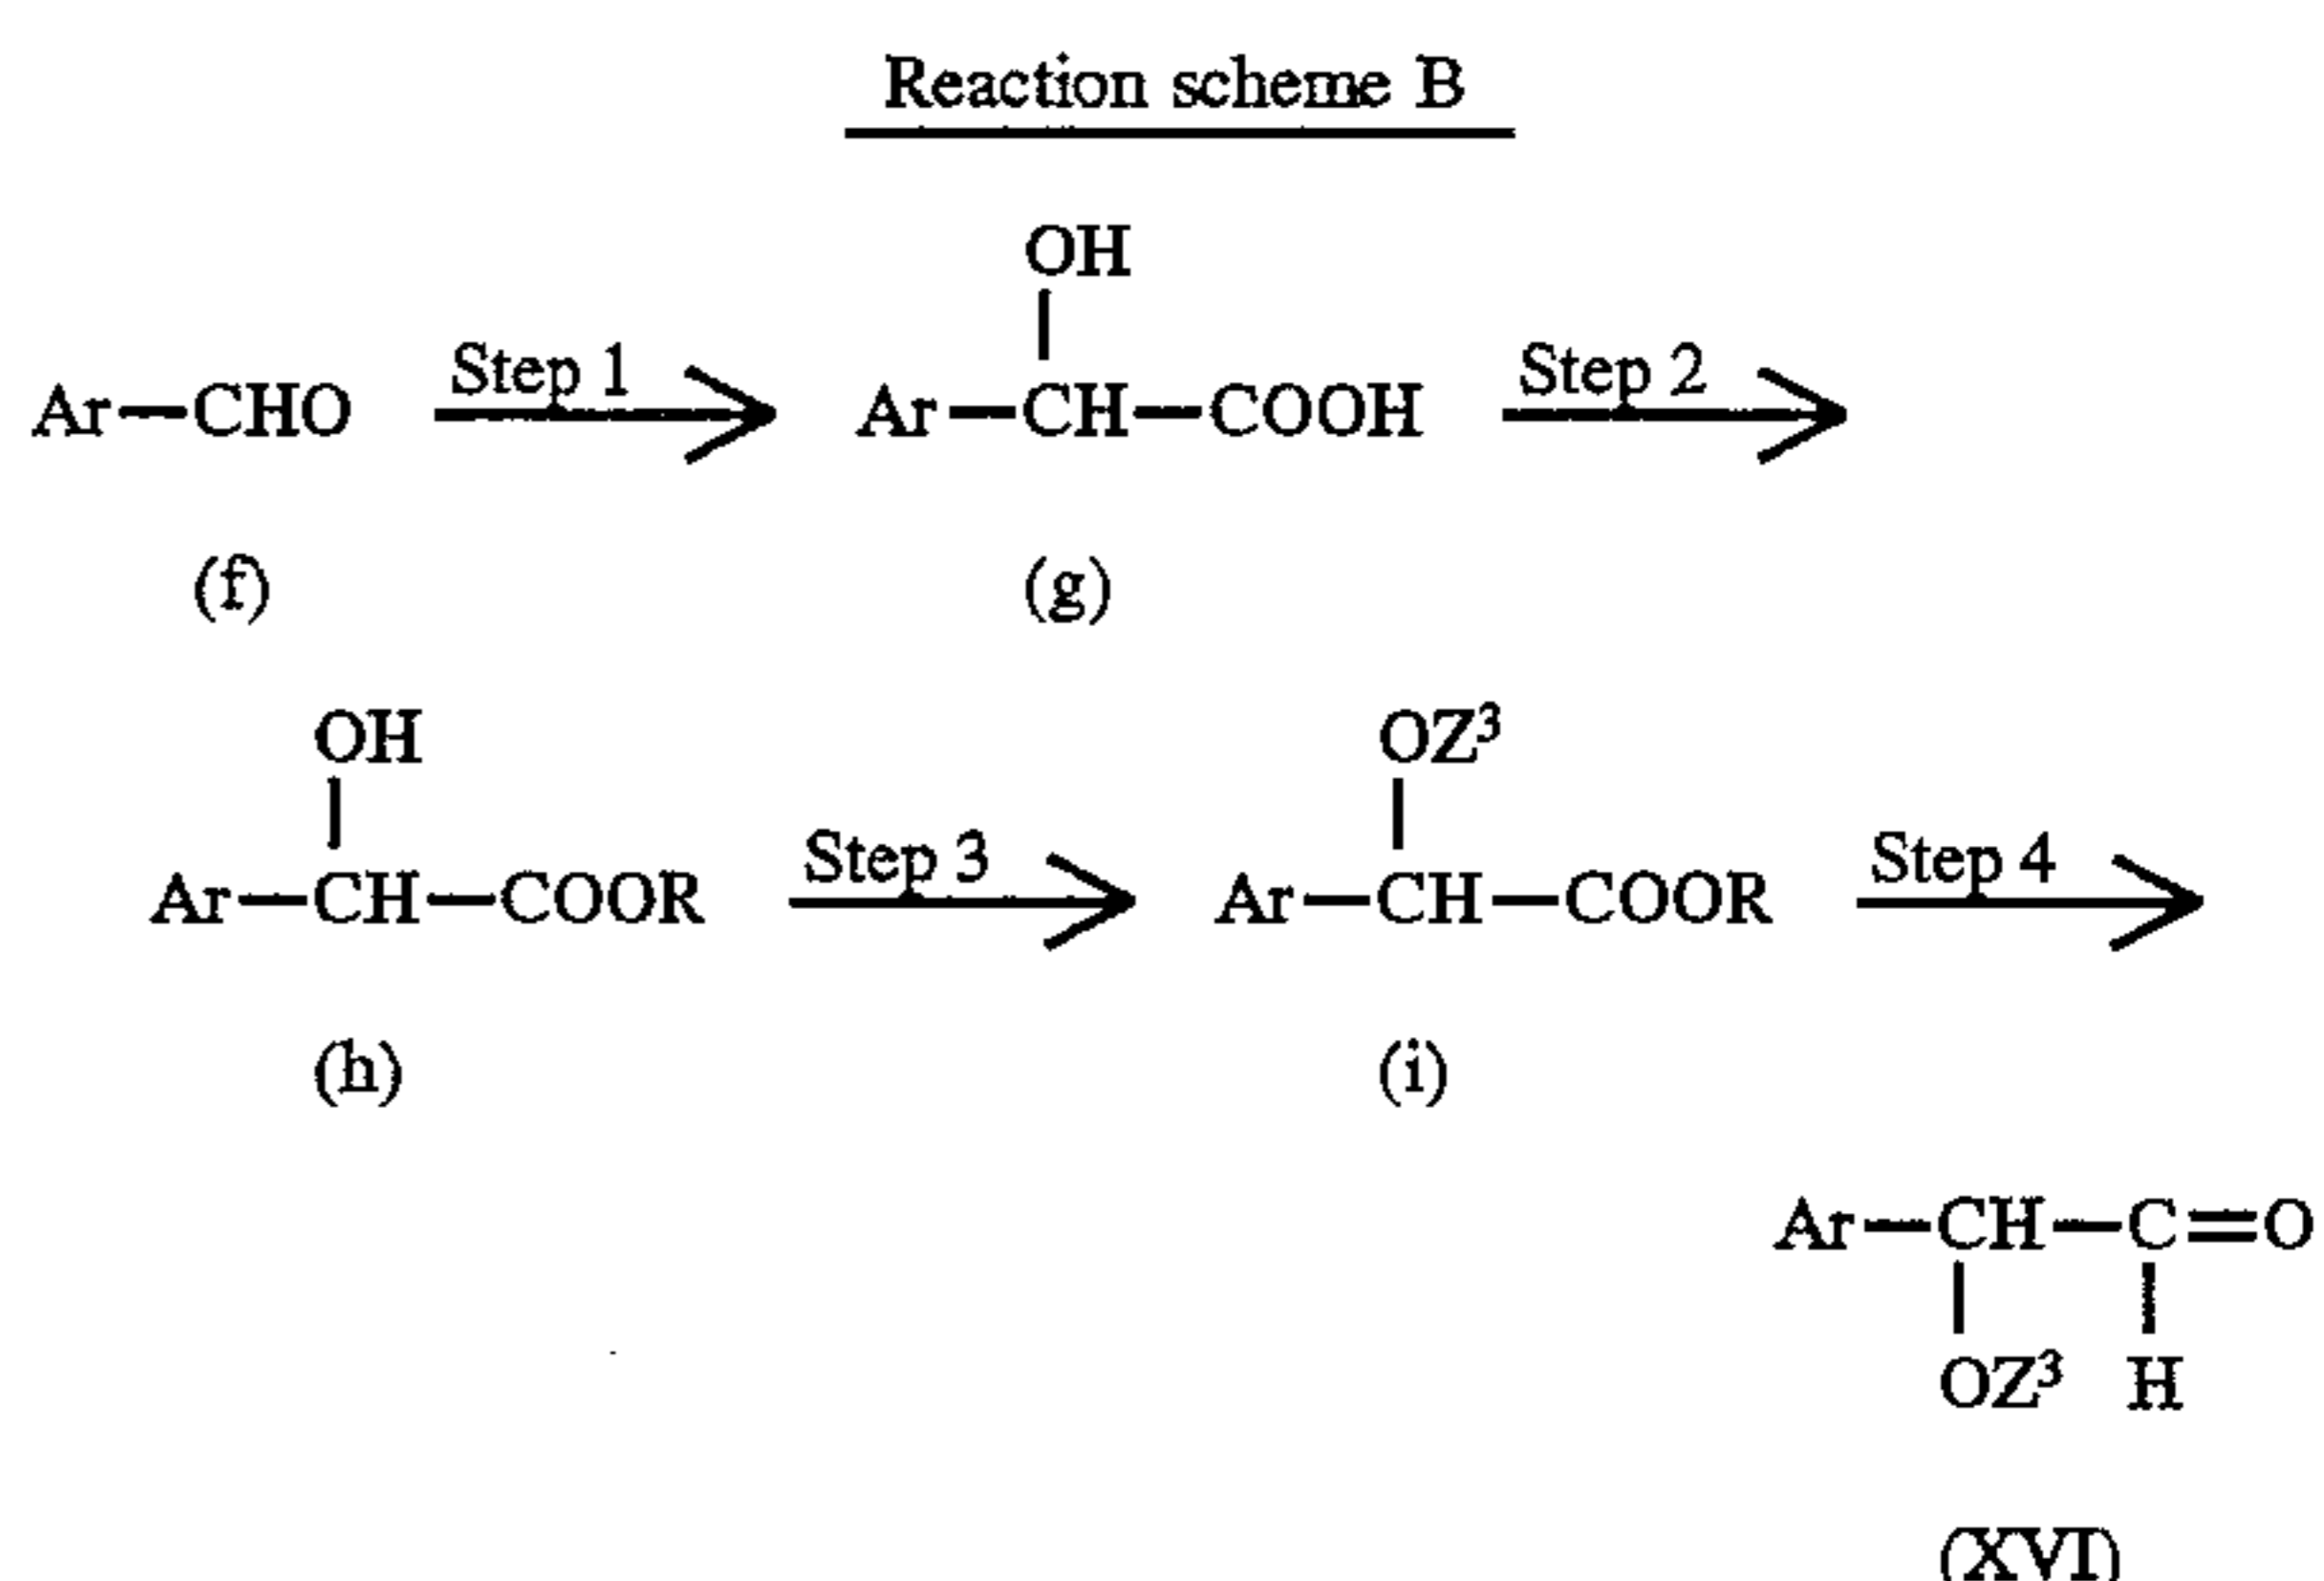 Reaction scheme B
OH
Ar—CHO Step 1 Ar—CH—COOH Step 2
(f) (g)
OH OZ³
Ar—CH—COOR Step 3 Ar—CH—COOR Step 4
(h) (i)
Ar—CH—C=O
OZ³ H
(XVI)